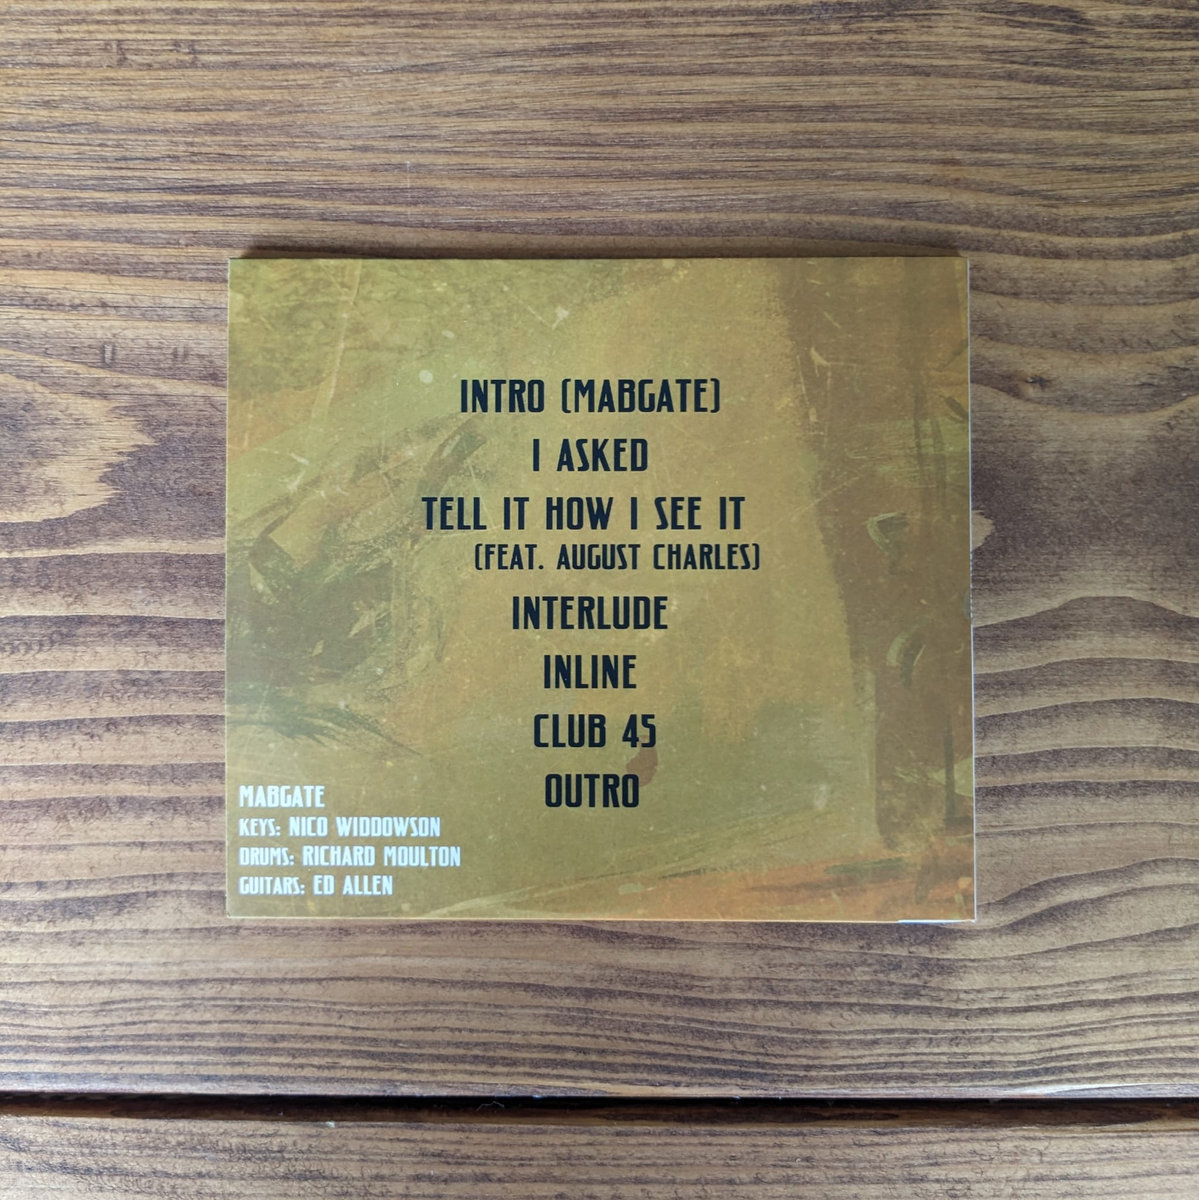 INTRO (MABGATE)
I ASKED
TELL IT HOW I SEE IT
(FEAT. AUGUST CHARLES)
INTERLUDE
INLINE
CLUB 45
OUTRO
MABGATE
KEYS: NICO WIDDOWSON
DRUMS: RICHARD MOULTON
GUITARS: ED ALLEN